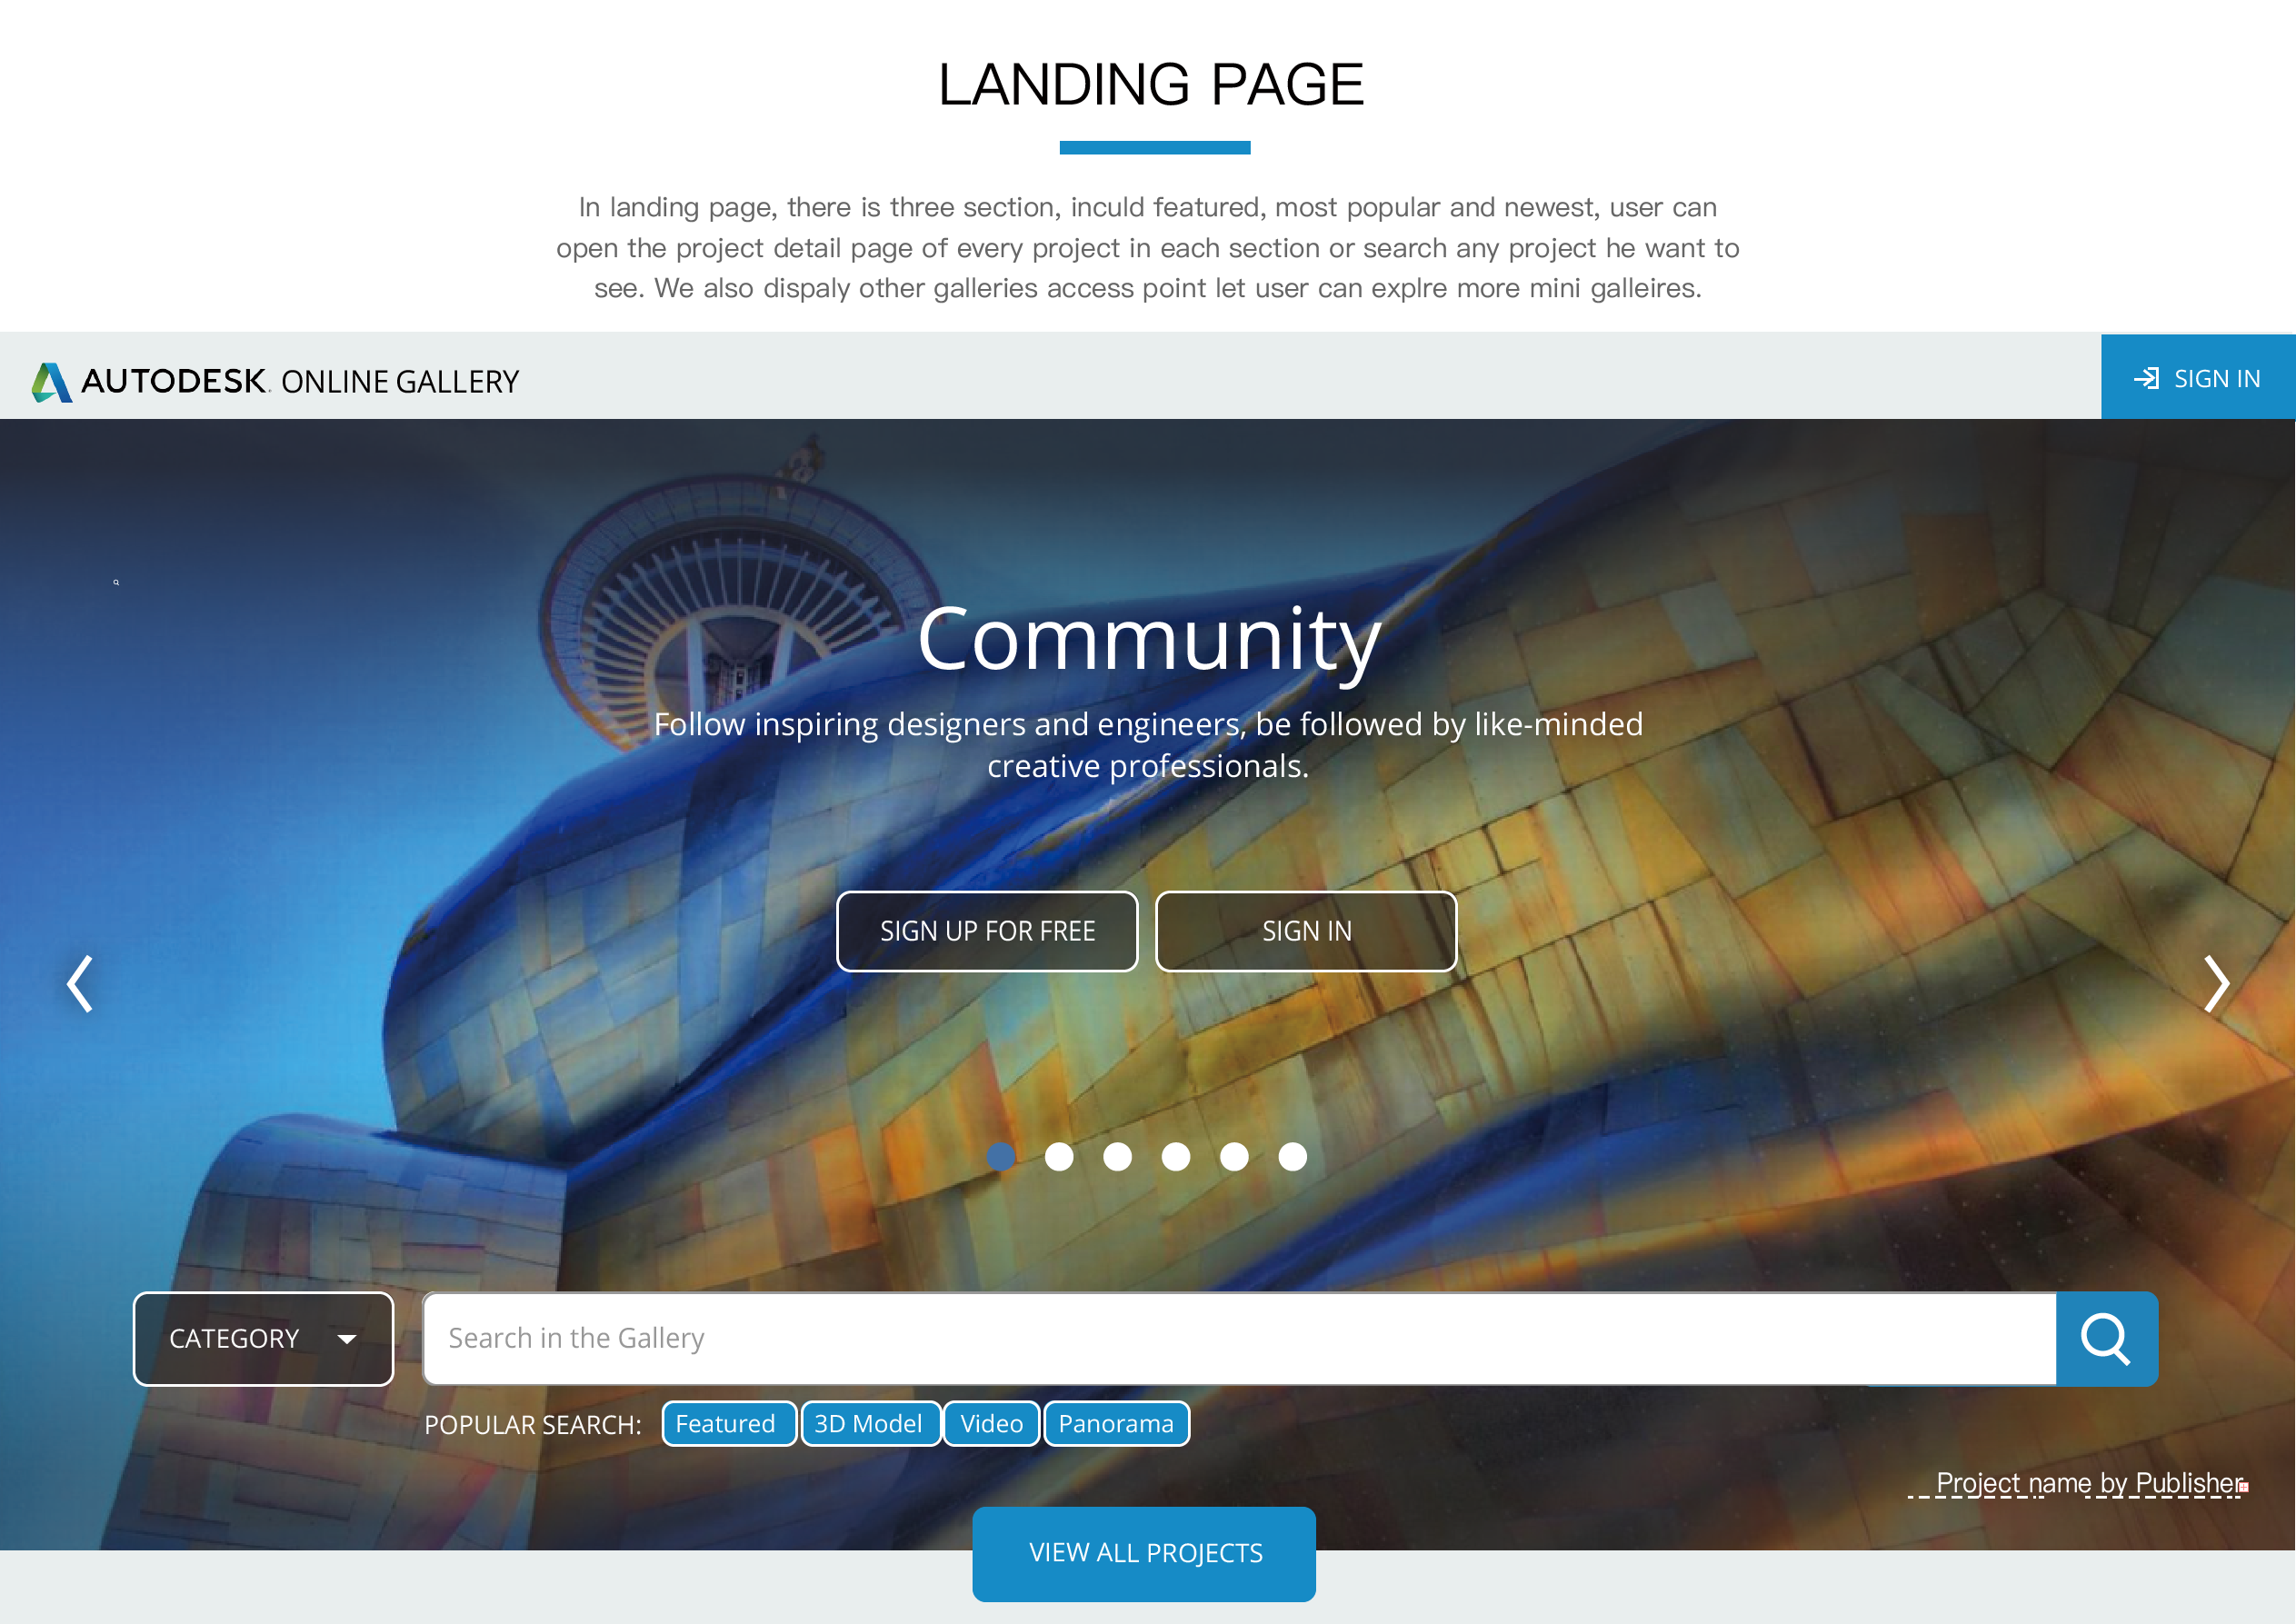 LANDING PAGE
In landing page, there is three section, inculd featured, most popular and newest, user can
open the project detail page of every project in each section or search any project he want to
see. We also dispaly other galleries access point let user can explre more mini galleires.
AUTODESK. ONLINE GALLERY
SIGN IN
Community
Follow inspiring designers and engineers, be followed by like-minded
creative professionals.
SIGN UP FOR FREE
SIGN IN
CATEGORY
Search in the Gallery
POPULAR SEARCH: Featured 3D Model Video Panorama
Project name by Publisher
VIEW ALL PROJECTS